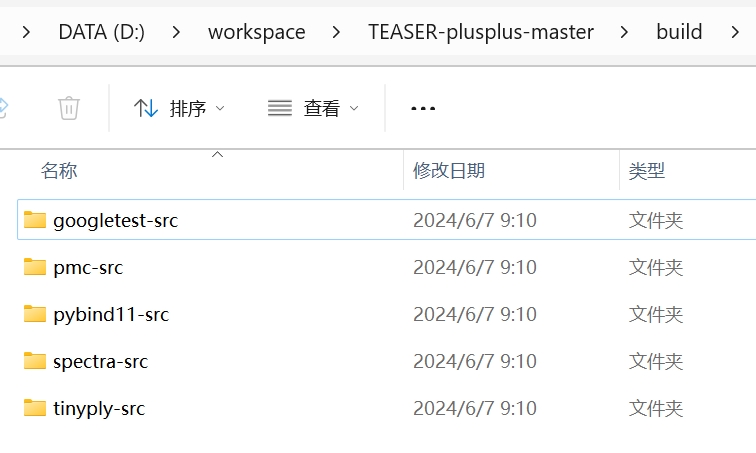 DATA (D:) workspace TEASER-plusplus-master build
排序 查看
名称 修改日期 类型
googletest-src 2024/6/7 9:10 文件夹
pmc-src 2024/6/7 9:10 文件夹
pybind11-src 2024/6/7 9:10 文件夹
spectra-src 2024/6/7 9:10 文件夹
tinyply-src 2024/6/7 9:10 文件夹